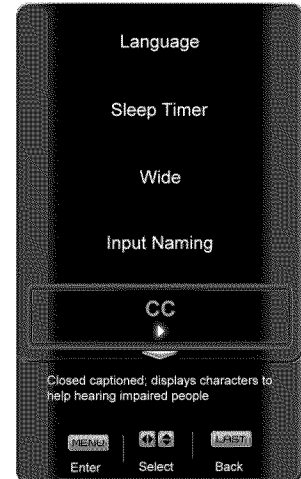 Language
Sleep Timer
Wide
Input Naming
CC
Closed captioned; displays characters to
help hearing impaired people
MENU LAST
Enter Select Back